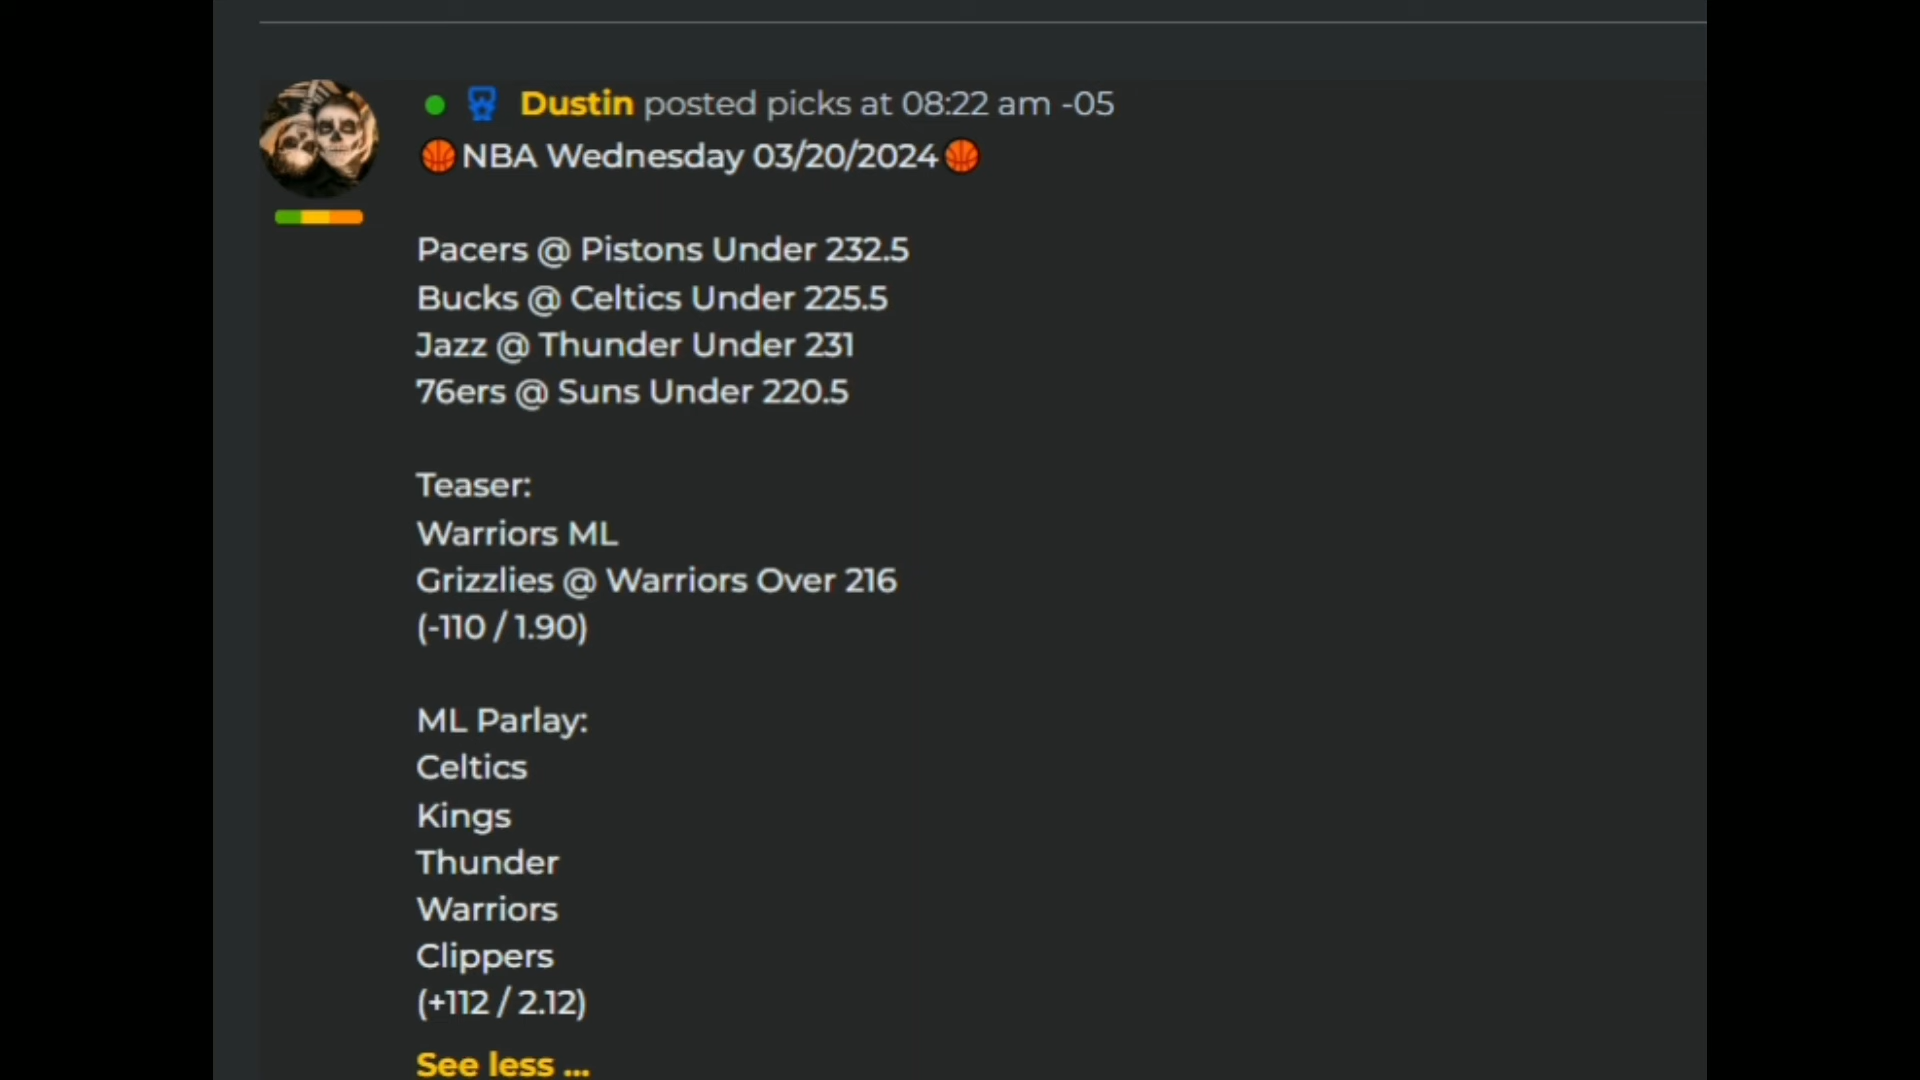 Dustin posted picks at 08:22 am -05
🏀NBA Wednesday 03/20/2024🏀
Pacers @ Pistons Under 232.5
Bucks @ Celtics Under 225.5
Jazz @ Thunder Under 231
76ers @ Suns Under 220.5
Teaser:
Warriors ML
Grizzlies @ Warriors Over 216
(-110 / 1.90)
ML Parlay:
Celtics
Kings
Thunder
Warriors
Clippers
(+112 / 2.12)
See less ...